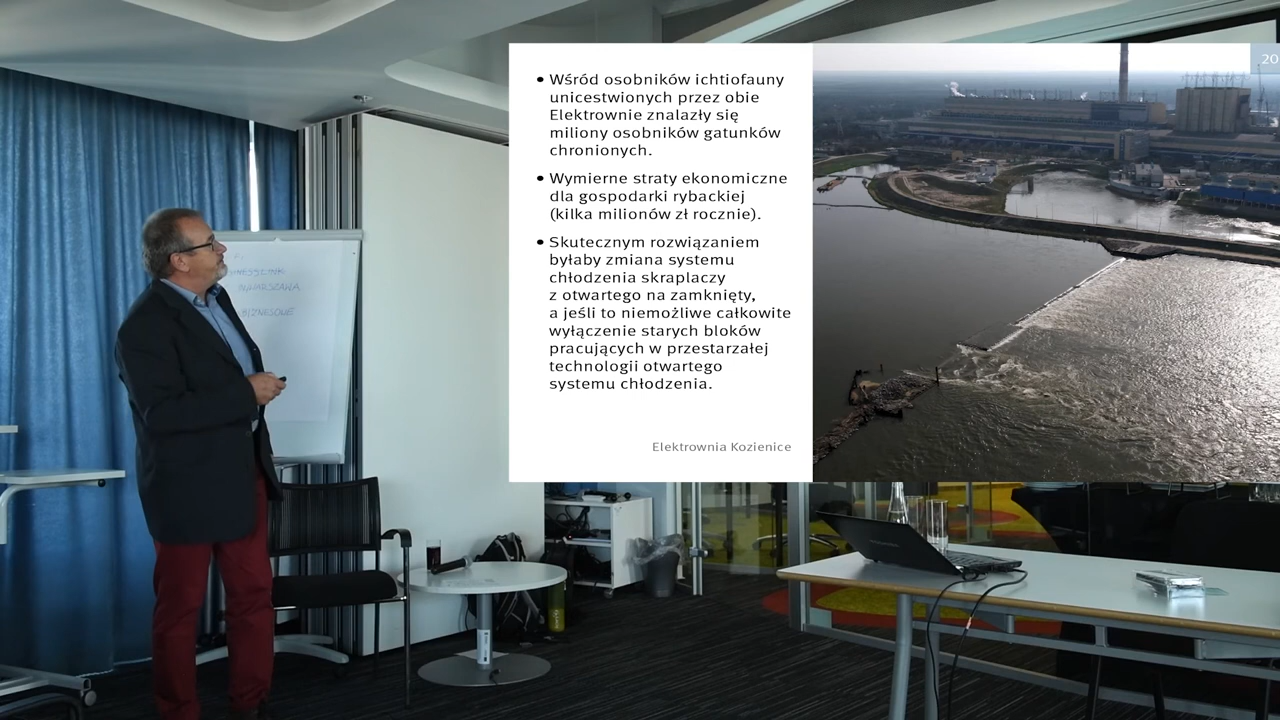 20
• Wśród osobników ichtiofauny
unicestwionych przez obie
Elektrownie znalazły się
miliony osobników gatunków
chronionych.
• Wymierne straty ekonomiczne
dla gospodarki rybackiej
(kilka milionów zł rocznie).
• Skutecznym rozwiązaniem
byłaby zmiana systemu
chłodzenia skraplaczy
z otwartego na zamknięty,
a jeśli to niemożliwe całkowite
wyłączenie starych bloków
pracujących w przestarzałej
technologii otwartego
systemu chłodzenia.
Elektrownia Kozienice
BIZNESOWE